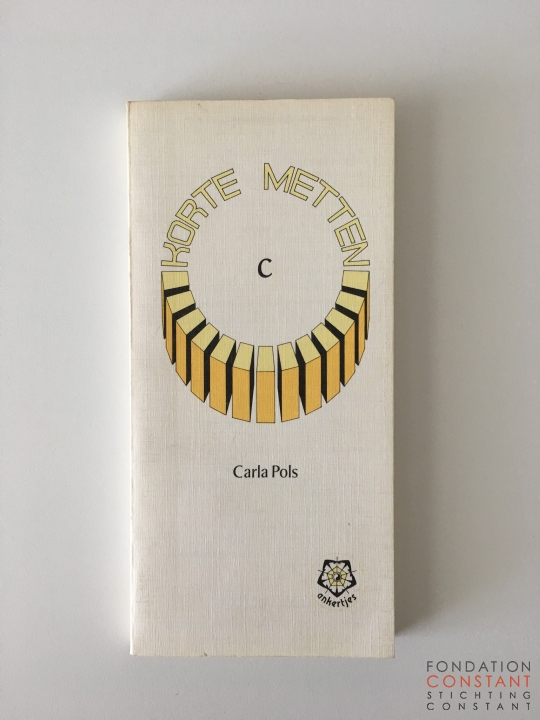 KORTE METTEN
C
Carla Pols
ankertjes
FONDATION
CONSTANT
STICHTING
CONSTANT